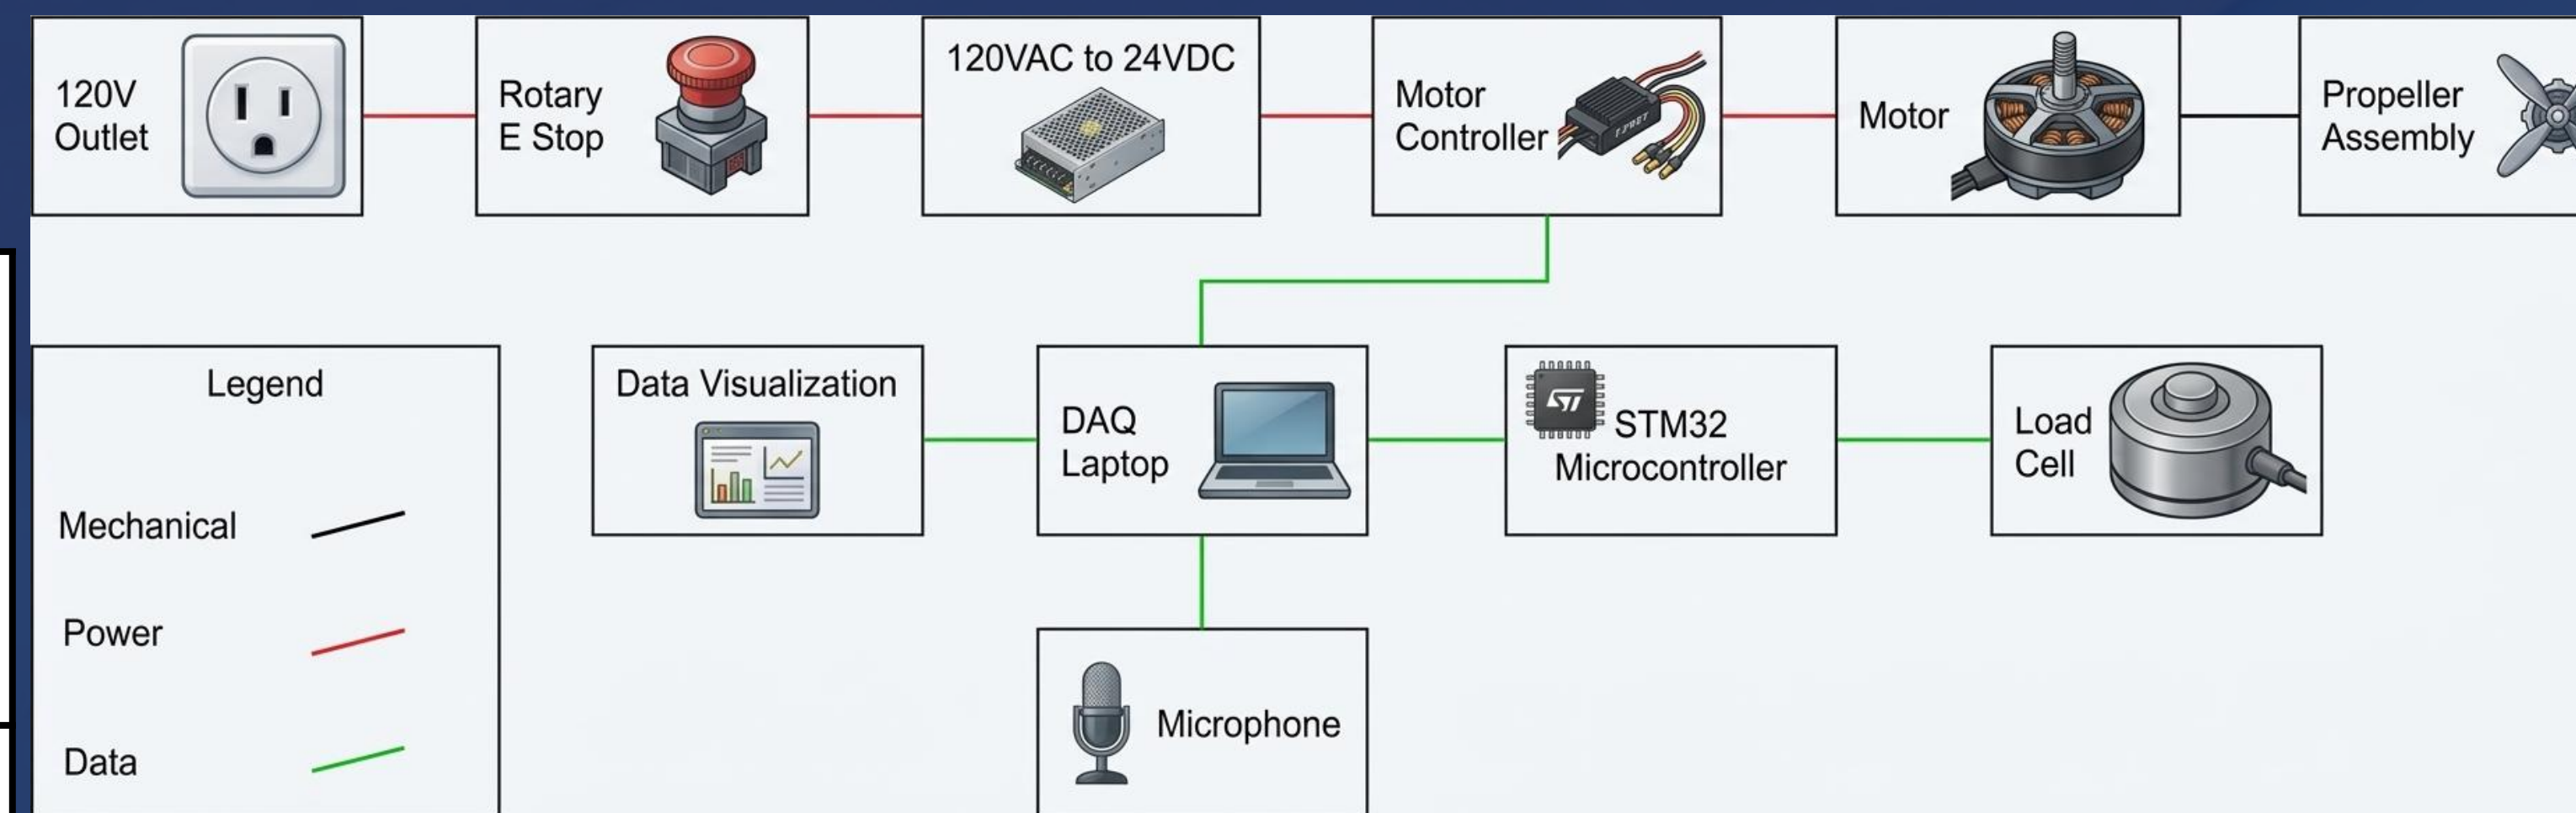 120V
Outlet
Rotary
E Stop
120VAC to 24VDC
Motor
Controller
Motor
Propeller
Assembly
Legend
Mechanical
Power
Data
Data Visualization
DAQ
Laptop
STM32
Microcontroller
Load
Cell
Microphone